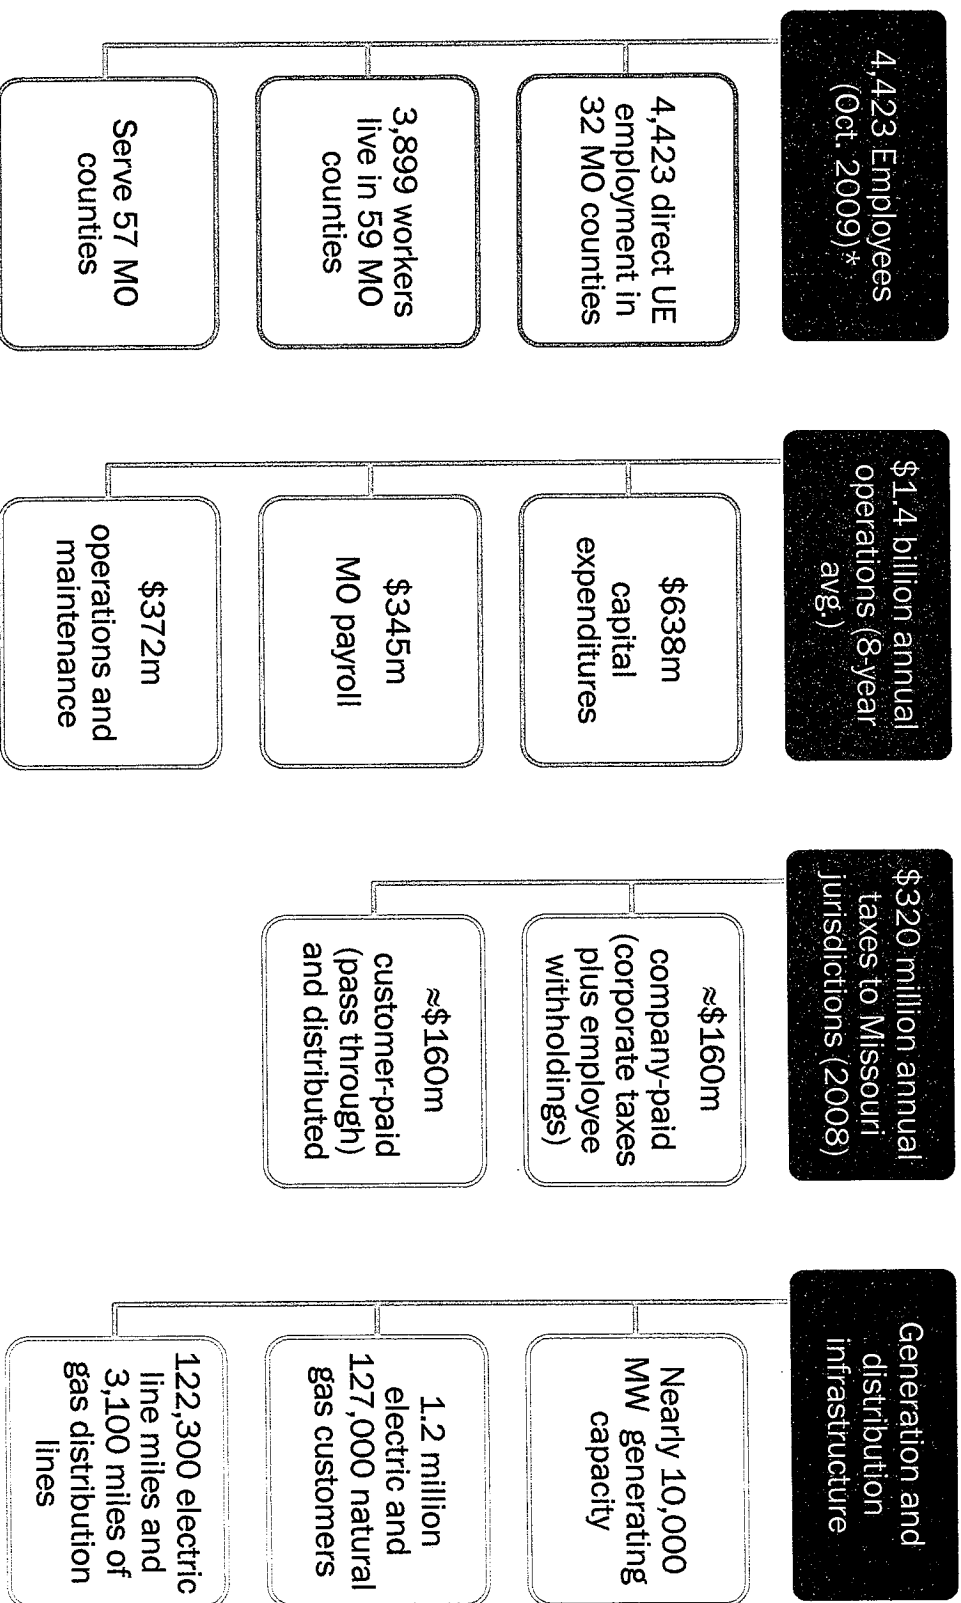 4,423 Employees
(Oct. 2009)*
4,423 direct UE
employment in
32 MO counties
3,899 workers
live in 59 MO
counties
Serve 57 MO
counties
$1.4 billion annual
operations (8-year
avg.)
$638m
capital
expenditures
$345m
MO payroll
$372m
operations and
maintenance
$320 million annual
taxes to Missouri
jurisdictions (2008)
≈$160m
company-paid
(corporate taxes
plus employee
withholdings)
≈$160m
customer-paid
(pass through)
and distributed
Generation and
distribution
infrastructure
Nearly 10,000
MW generating
capacity
1.2 million
electric and
127,000 natural
gas customers
122,300 electric
line miles and
3,100 miles of
gas distribution
lines